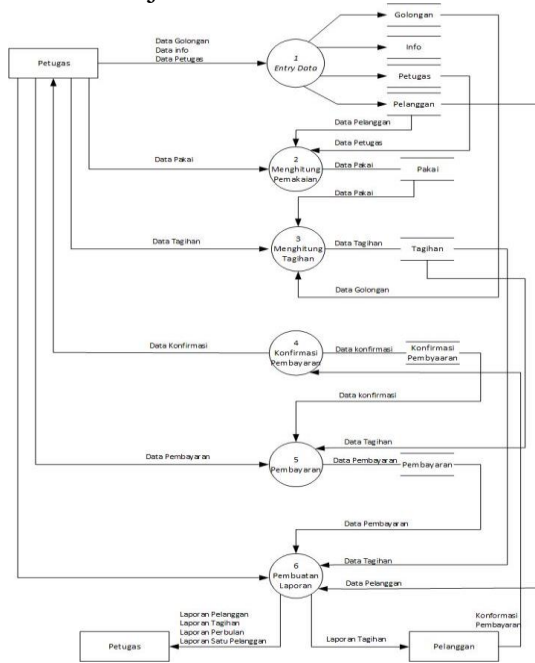 Golongan
Data Golongan
Data info
Data Petugas
Petugas
1
Entry Data
Info
Petugas
Pelanggan
Data Pelanggan
Data Petugas
2
Menghitung
Pemakaian
Data Pakai
Data Pakai
Pakai
Data Pakai
3
Menghitung
Tagihan
Data Tagihan
Data Tagihan
Tagihan
Data Golongan
4
Konfirmasi
Pembayaran
Data Konfirmasi
Data konfirmasi
Konfirmasi
Pembyaaran
Data konfirmasi
Data Tagihan
5
Pembayaran
Data Pembayaran
Data Pembayaran
Pembayaran
Data Pembayaran
6
Pembuatan
Laporan
Data Tagihan
Data Pelanggan
Laporan Pelanggan
Laporan Tagihan
Laporan Perbulan
Laporan Satu Pelanggan
Konformasi
Pembayaran
Petugas
Laporan Tagihan
Pelanggan